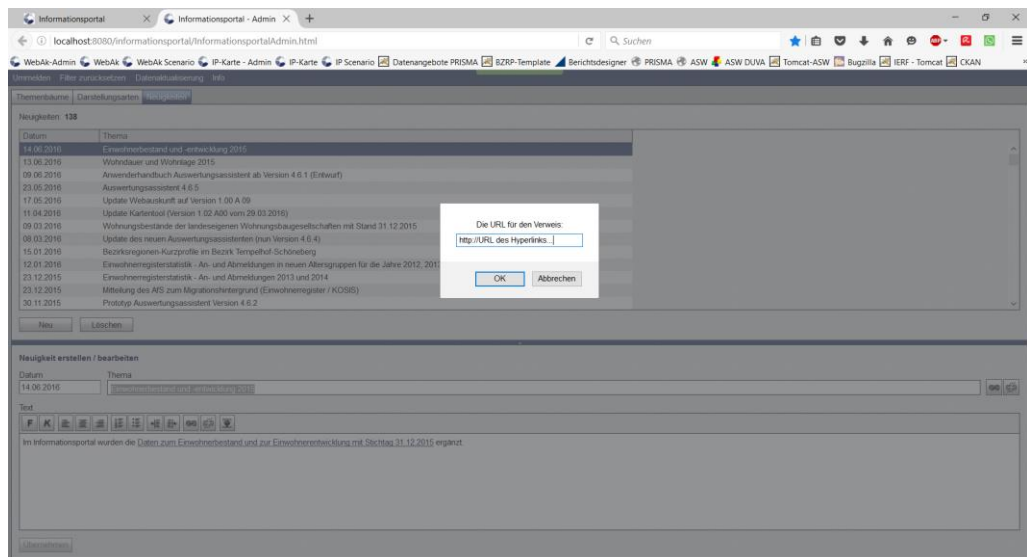 Informationsportal
Informationsportal - Admin
localhost:8080/informationsportal/InformationsportalAdmin.html
Suchen
WebAk-Admin WebAk WebAk Scenario IP-Karte - Admin IP-Karte IP Scenario Datenangebote PRISMA BZRP-Template Berichtsdesigner PRISMA ASW ASW DUVA Tomcat-ASW Bugzilla IERF - Tomcat CKAN
Ummelden Filter zurücksetzen Datenaktualisierung Info
Themenbäume Darstellungsarten Neuigkeiten
Neuigkeiten: 138
Datum Thema
14.06.2016 Einwohnerbestand und -entwicklung 2015
13.06.2016 Wohndauer und Wohnlage 2015
09.06.2016 Anwenderhandbuch Auswertungsassistent ab Version 4.6.1 (Entwurf)
23.05.2016 Auswertungsassistent 4.6.5
17.05.2016 Update Webauskunft auf Version 1.00 A 09
11.04.2016 Update Kartentool (Version 1.02 A00 vom 29.03.2016)
09.03.2016 Wohnungsbestände der landeseigenen Wohnungsbaugesellschaften mit Stand 31.12.2015
08.03.2016 Update des neuen Auswertungsassistenten (nun Version 4.6.4)
15.01.2016 Bezirksregionen-Kurzprofile im Bezirk Tempelhof-Schöneberg
12.01.2016 Einwohnerregisterstatistik - An- und Abmeldungen in neuen Altersgruppen für die Jahre 2012, 201
23.12.2015 Einwohnerregisterstatistik - An- und Abmeldungen 2013 und 2014
23.12.2015 Mitteilung des AfS zum Migrationshintergrund (Einwohnerregister / KOSIS)
30.11.2015 Prototyp Auswertungsassistent Version 4.6.2
Die URL für den Verweis:
http://URL des Hyperlinks...
OK Abbrechen
Neu Löschen
Neuigkeit erstellen / bearbeiten
Datum Thema
14.06.2016 Einwohnerbestand und -entwicklung 2015
Text
F K
Im Informationsportal wurden die Daten zum Einwohnerbestand und zur Einwohnerentwicklung mit Stichtag 31.12.2015 ergänzt
Übernehmen